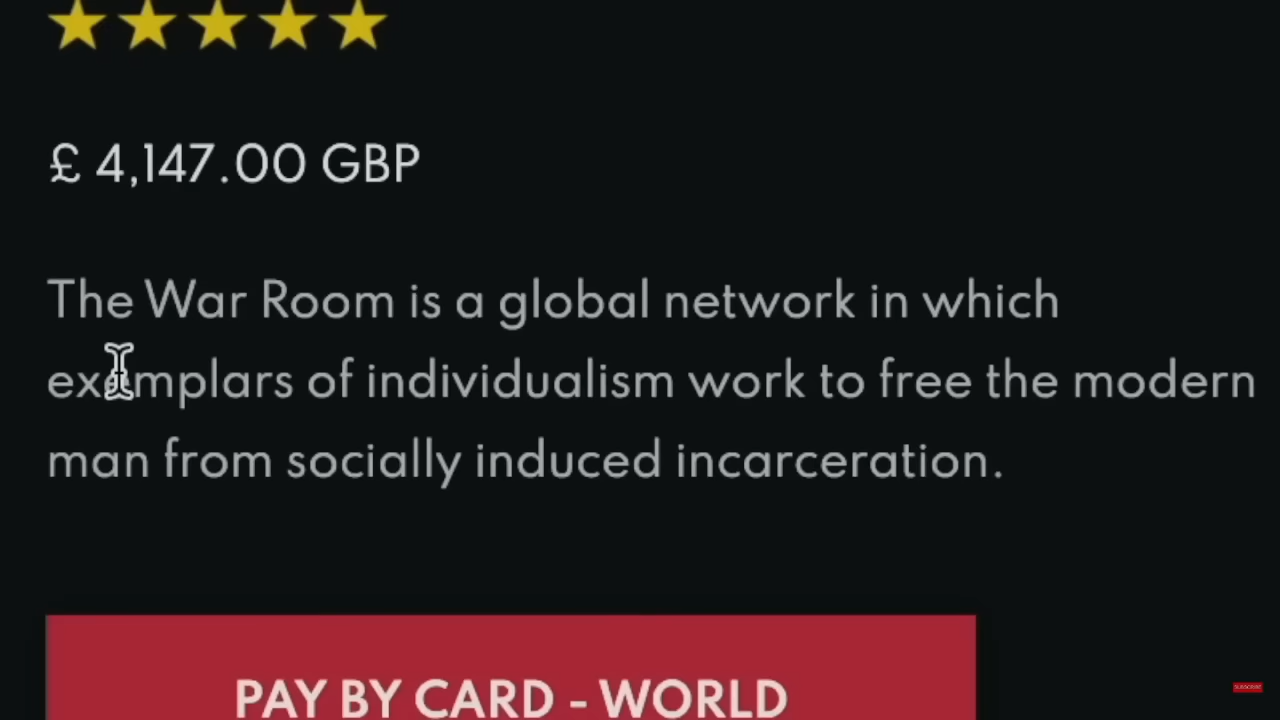 £ 4,147.00 GBP
The War Room is a global network in which
exemplars of individualism work to free the modern
man from socially induced incarceration.
PAY BY CARD - WORLD
SUBSCRIBE